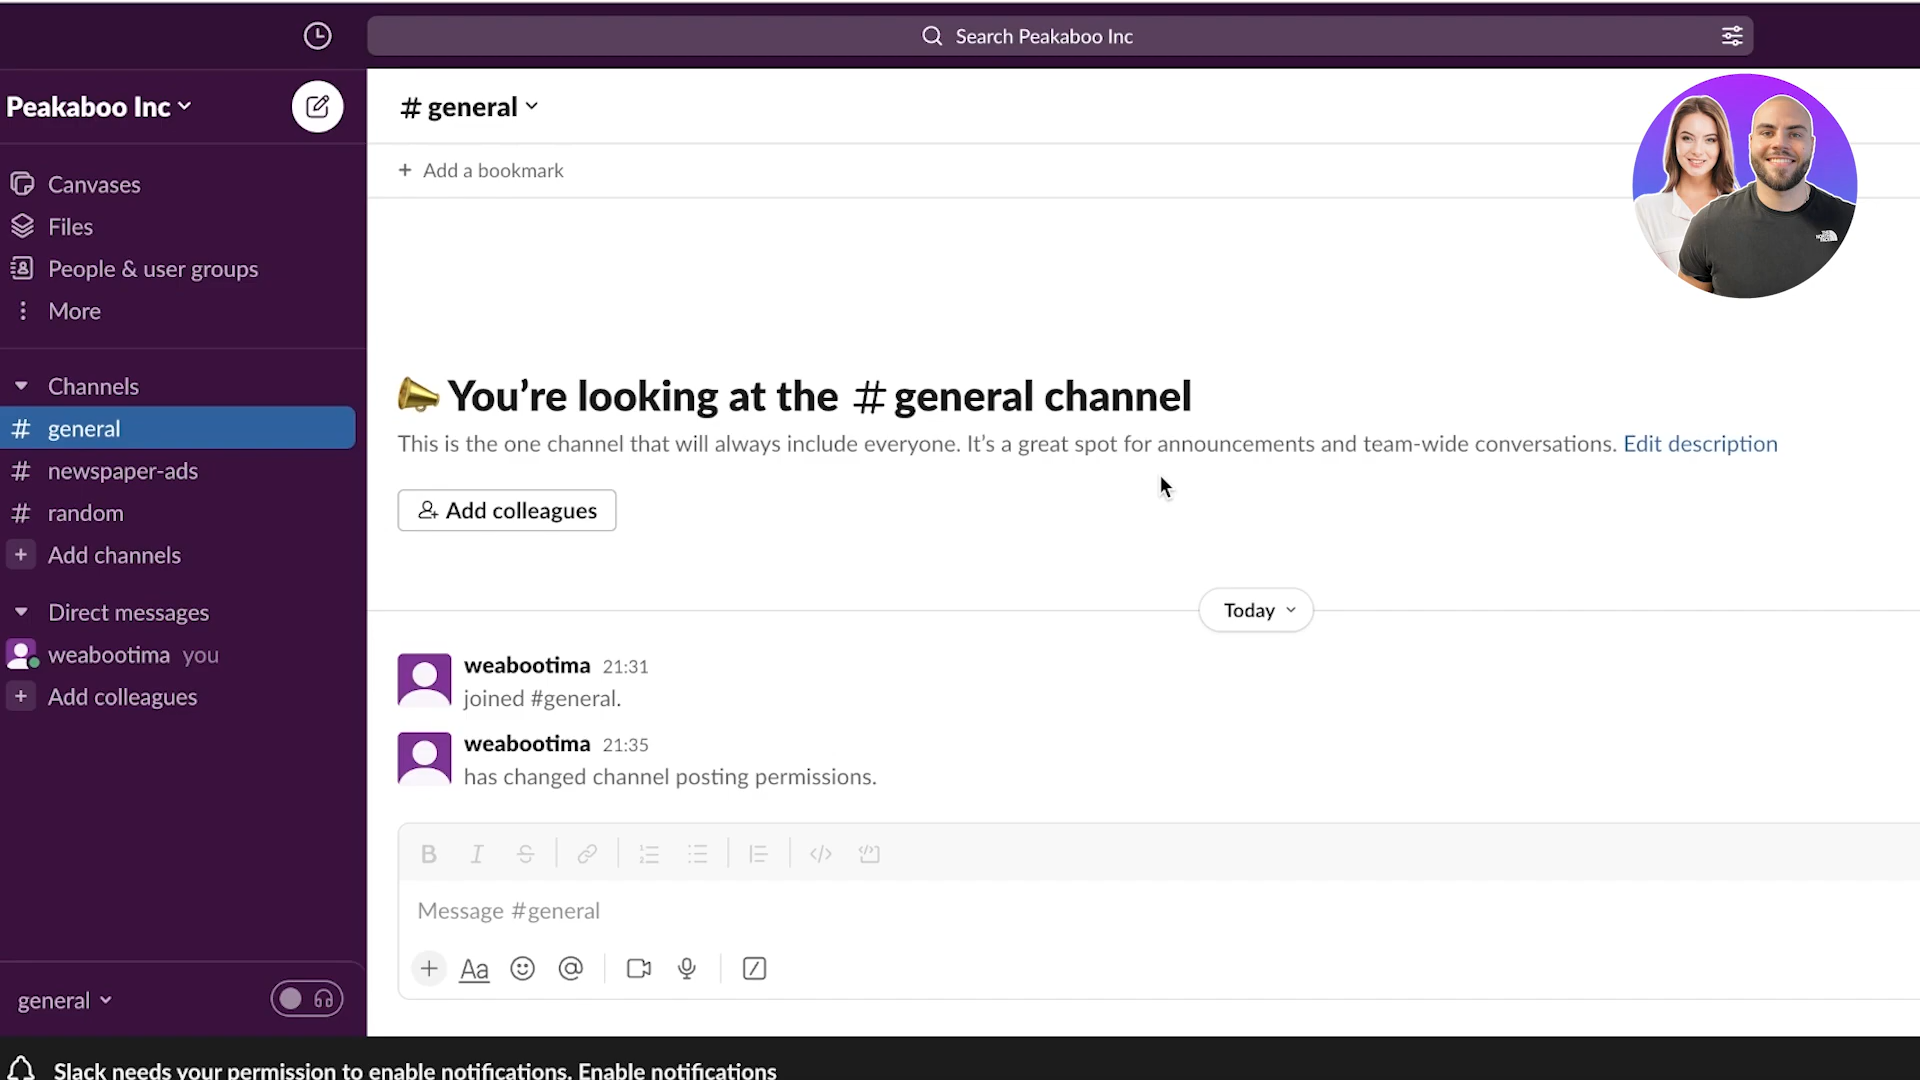 Search Peakaboo Inc
Peakaboo Inc
Canvases
Files
People & user groups
More
Channels
# general
# newspaper-ads
# random
+ Add channels
Direct messages
weabootima you
+ Add colleagues
general
# general
+ Add a bookmark
You’re looking at the # general channel
This is the one channel that will always include everyone. It’s a great spot for announcements and team-wide conversations. Edit description
Add colleagues
Today
weabootima 21:31
joined #general.
weabootima 21:35
has changed channel posting permissions.
Message #general
Aa
Slack needs your permission to enable notifications. Enable notifications